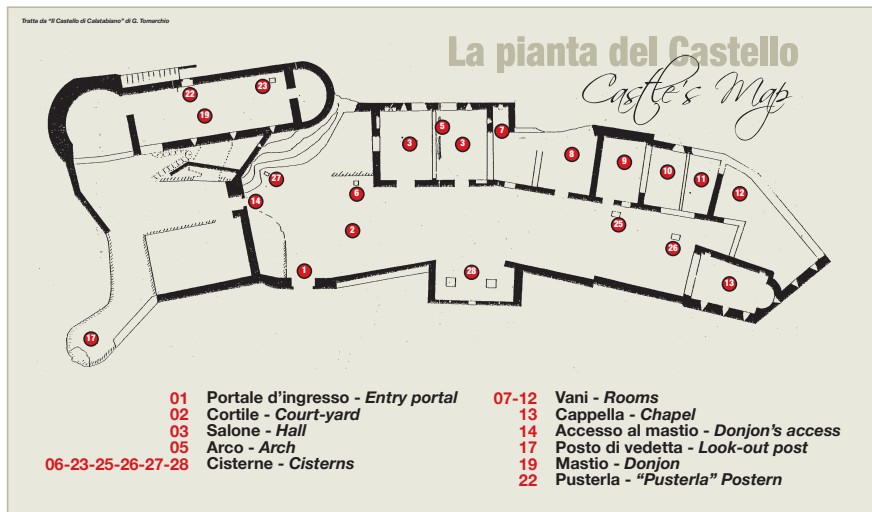 Tratta da "Il Castello di Calatabiano" di G. Tomarchio
La pianta del Castello
Castle's Map
22
23
19
5
7
3
3
8
9
10
11
12
27
14
6
2
25
26
1
28
13
17
01 Portale d'ingresso - Entry portal
02 Cortile - Court-yard
03 Salone - Hall
05 Arco - Arch
06-23-25-26-27-28 Cisterne - Cisterns
07-12 Vani - Rooms
13 Cappella - Chapel
14 Accesso al mastio - Donjon's access
17 Posto di vedetta - Look-out post
19 Mastio - Donjon
22 Pusterla - "Pusterla" Postern